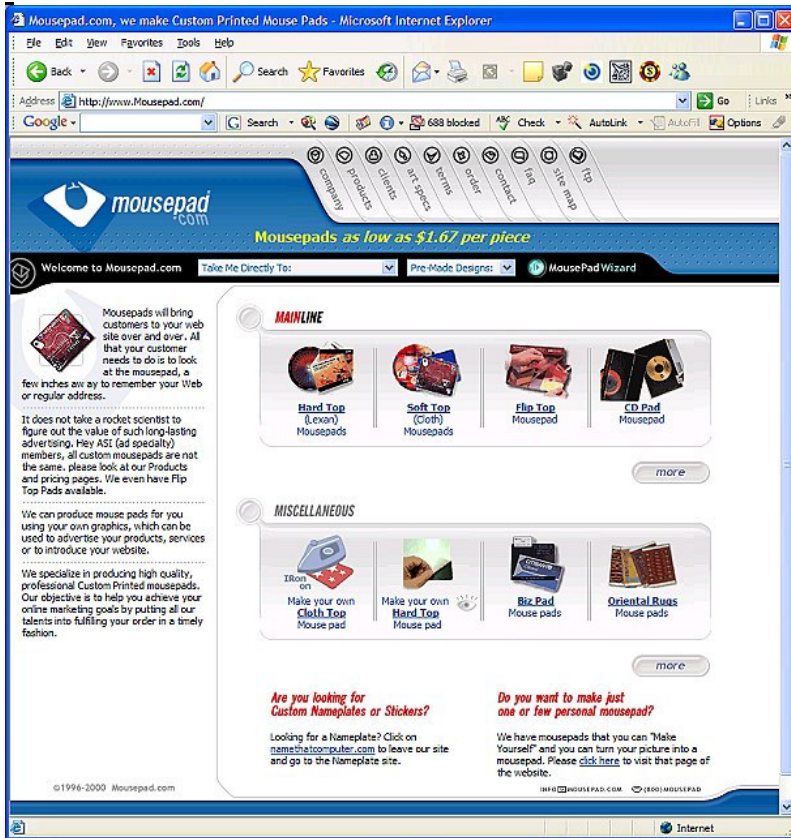 Mousepad.com, we make Custom Printed Mouse Pads - Microsoft Internet Explorer
File Edit View Favorites Tools Help
Back Search Favorites
Address http://www.Mousepad.com/ Go Links »
Google Search 688 blocked Check AutoLink AutoFill Options
company products clients art specs terms order contact faq site map ftp
mousepad
.com
Mousepads as low as $1.67 per piece
Welcome to Mousepad.com Take Me Directly To: Pre-Made Designs: MousePad Wizard
Mousepads will bring
customers to your web
site over and over. All
that your customer
needs to do is to look
at the mousepad, a
few inches aw ay to remember your Web
or regular address.
It does not take a rocket scientist to
figure out the value of such long-lasting
advertising. Hey ASI (ad specialty)
members, all custom mousepads are not
the same. please look at our Products
and pricing pages. We even have Flip
Top Pads available.
We can produce mouse pads for you
using your own graphics, which can be
used to advertise your products, services
or to introduce your website.
We specialize in producing high quality,
professional Custom Printed mousepads.
Our objective is to help you achieve your
online marketing goals by putting all our
talents into fulfilling your order in a timely
fashion.
©1996-2000 Mousepad.com
MAINLINE
Hard Top
(Lexan)
Mousepads
Soft Top
(Cloth)
Mousepads
Flip Top
Mousepad
CD Pad
Mousepad
more
MISCELLANEOUS
IRon
on
Make your own
Cloth Top
Mouse pad
Make your own
Hard Top
Mouse pad
Biz Pad
Mouse pads
Oriental Rugs
Mouse pads
more
Are you looking for
Custom Nameplates or Stickers?
Looking for a Nameplate? Click on
namethatcomputer.com to leave our site
and go to the Nameplate site.
Do you want to make just
one or few personal mousepad?
We have mousepads that you can "Make
Yourself" and you can turn your picture into a
mousepad. Please click here to visit that page of
the website.
INFO@MOUSEPAD.COM (800)MOUSEPAD
Internet